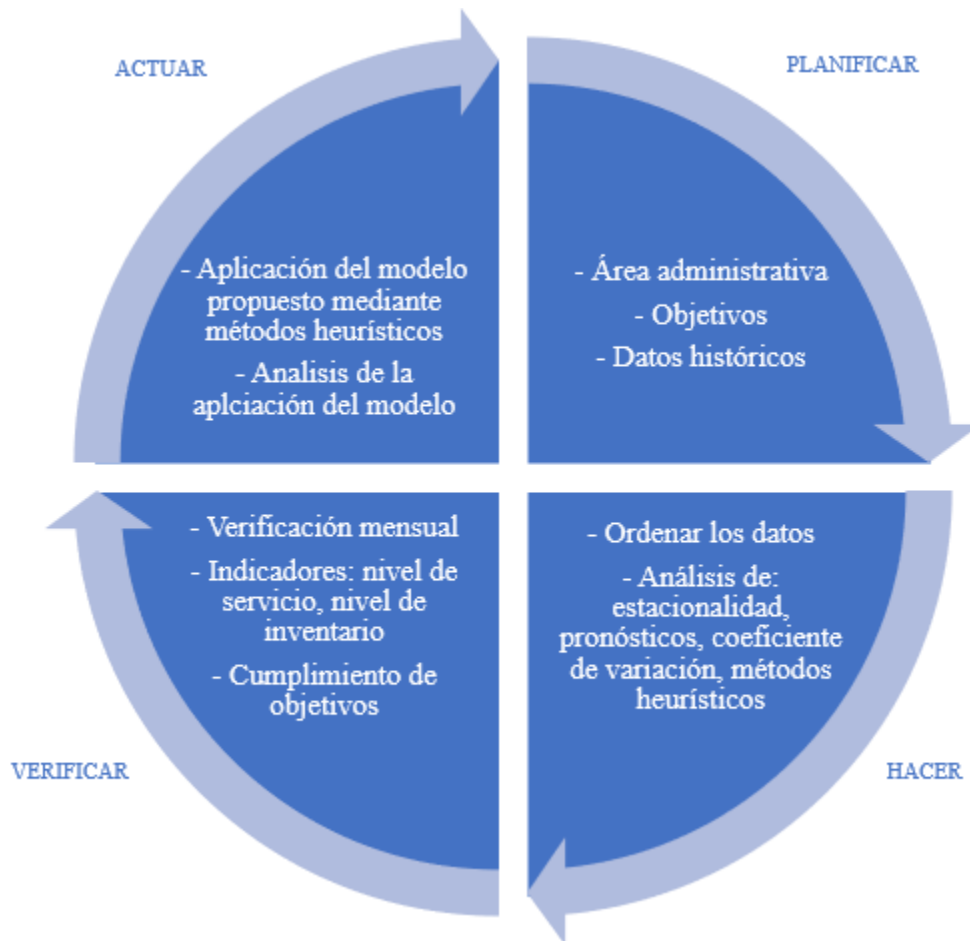 ACTUAR
- Aplicación del modelo
propuesto mediante
métodos heurísticos
- Analisis de la
aplciación del modelo
PLANIFICAR
- Área administrativa
- Objetivos
- Datos históricos
- Verificación mensual
- Indicadores: nivel de
servicio, nivel de
inventario
- Cumplimiento de
objetivos
VERIFICAR
- Ordenar los datos
- Análisis de:
estacionalidad,
pronósticos, coeficiente
de variación, métodos
heurísticos
HACER